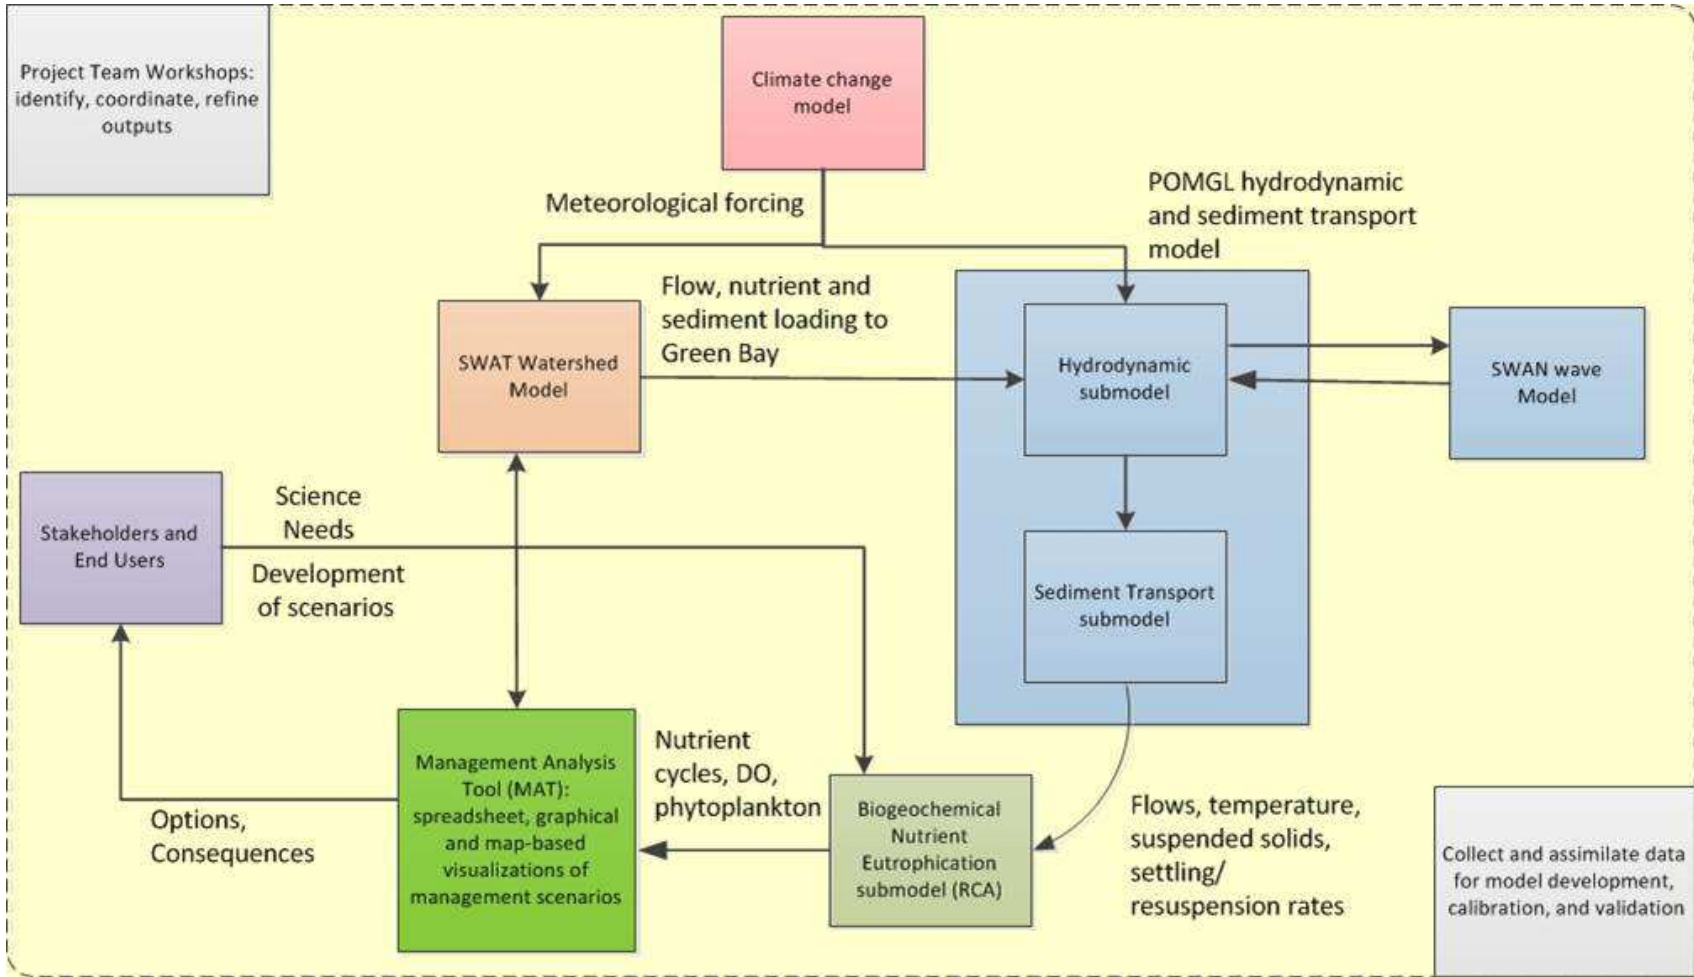 Project Team Workshops:
identify, coordinate, refine
outputs
Climate change
model
Meteorological forcing
POMGL hydrodynamic
and sediment transport
model
Flow, nutrient and
sediment loading to
Green Bay
SWAT Watershed
Model
Hydrodynamic
submodel
SWAN wave
Model
Stakeholders and
End Users
Science
Needs
Development
of scenarios
Sediment Transport
submodel
Management Analysis
Tool (MAT):
spreadsheet, graphical
and map-based
visualizations of
management scenarios
Nutrient
cycles, DO,
phytoplankton
Biogeochemical
Nutrient
Eutrophication
submodel (RCA)
Flows, temperature,
suspended solids,
settling/
resuspension rates
Options,
Consequences
Collect and assimilate data
for model development,
calibration, and validation